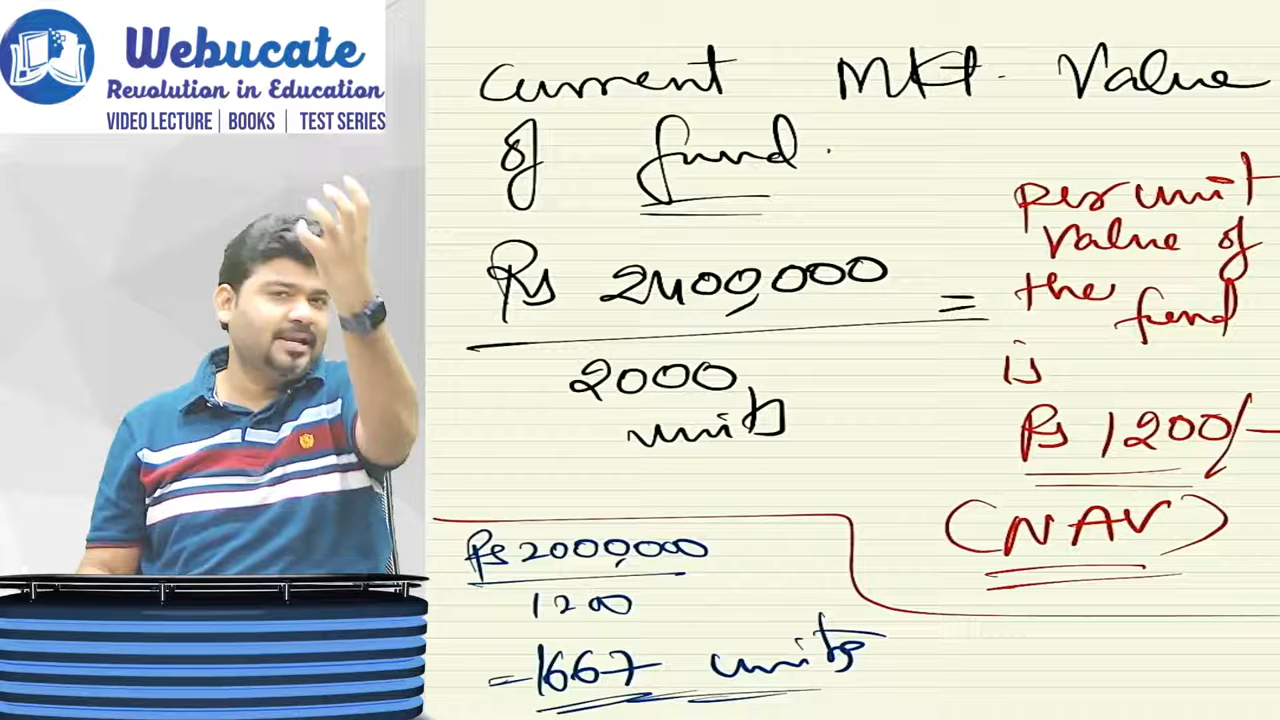 Webucate
Revolution in Education
VIDEO LECTURE | BOOKS | TEST SERIES
Current Mkt. Value
of fund.
Rs 2400,000
2000
units
=
per unit
value of
the fund
is
Rs 1200/-
(NAV)
Rs 2000,000
1200
= 1667 units